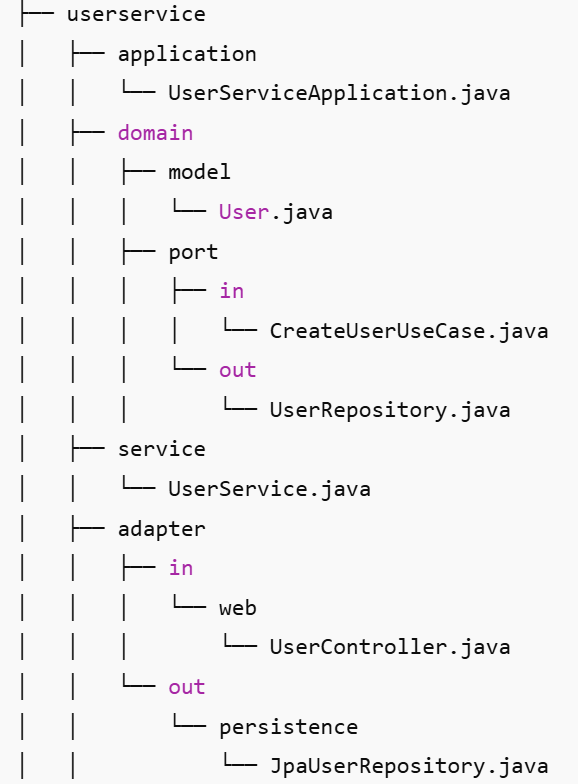 ├── userservice
│   ├── application
│   │   └── UserServiceApplication.java
│   ├── domain
│   │   ├── model
│   │   │   └── User.java
│   │   ├── port
│   │   │   ├── in
│   │   │   │   └── CreateUserUseCase.java
│   │   │   └── out
│   │   │       └── UserRepository.java
│   ├── service
│   │   └── UserService.java
│   ├── adapter
│   │   ├── in
│   │   │   └── web
│   │   │       └── UserController.java
│   │   └── out
│   │       └── persistence
│   │           └── JpaUserRepository.java